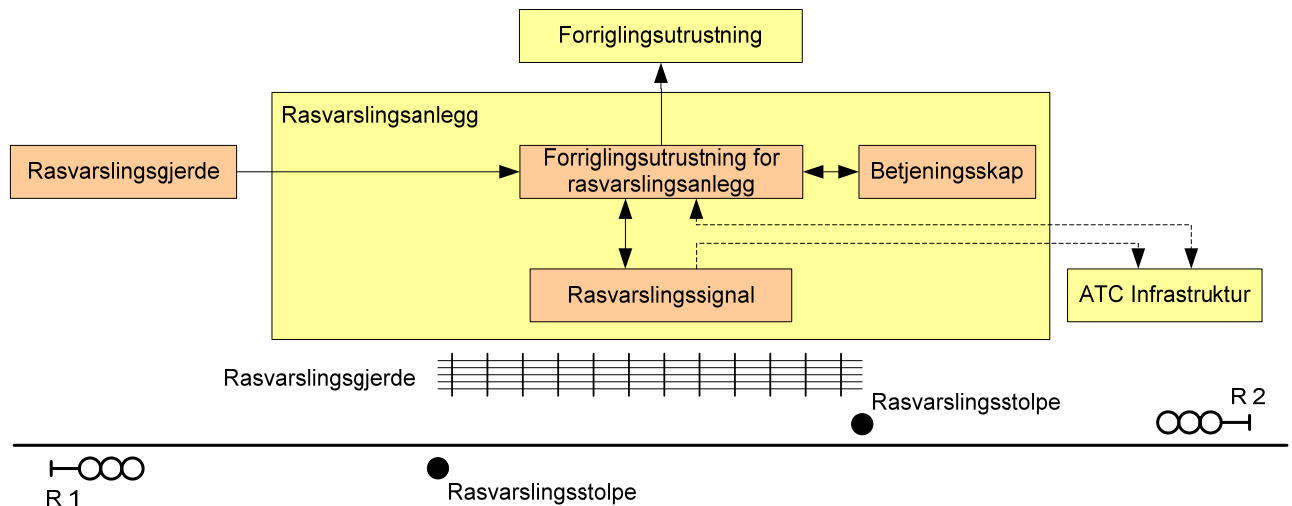 Forriglingsutrustning
Rasvarslingsanlegg
Rasvarslingsgjerde
Forriglingsutrustning for
rasvarslingsanlegg
Betjeningsskap
Rasvarslingssignal
ATC Infrastruktur
Rasvarslingsgjerde
Rasvarslingsstolpe
R 2
R 1
Rasvarslingsstolpe